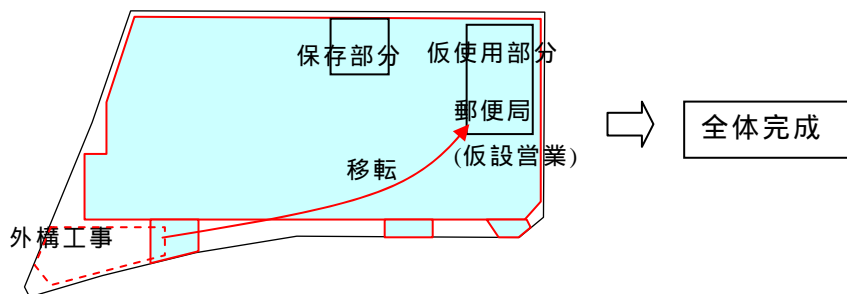 保存部分
仮使用部分
郵便局
(仮設営業)
移転
外構工事
全体完成